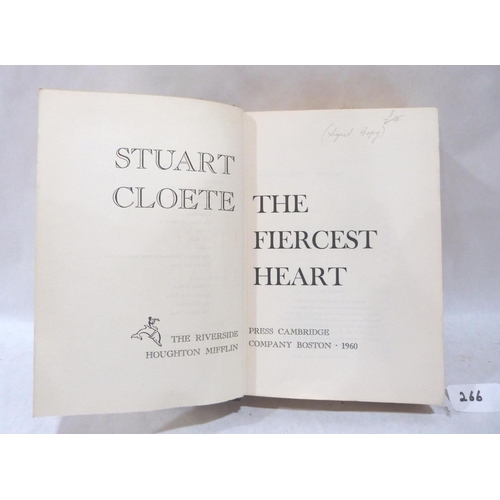 STUART
CLOETE
THE RIVERSIDE
HOUGHTON MIFFLIN
(Signed Copy)
THE
FIERCEST
HEART
PRESS CAMBRIDGE
COMPANY BOSTON · 1960
266